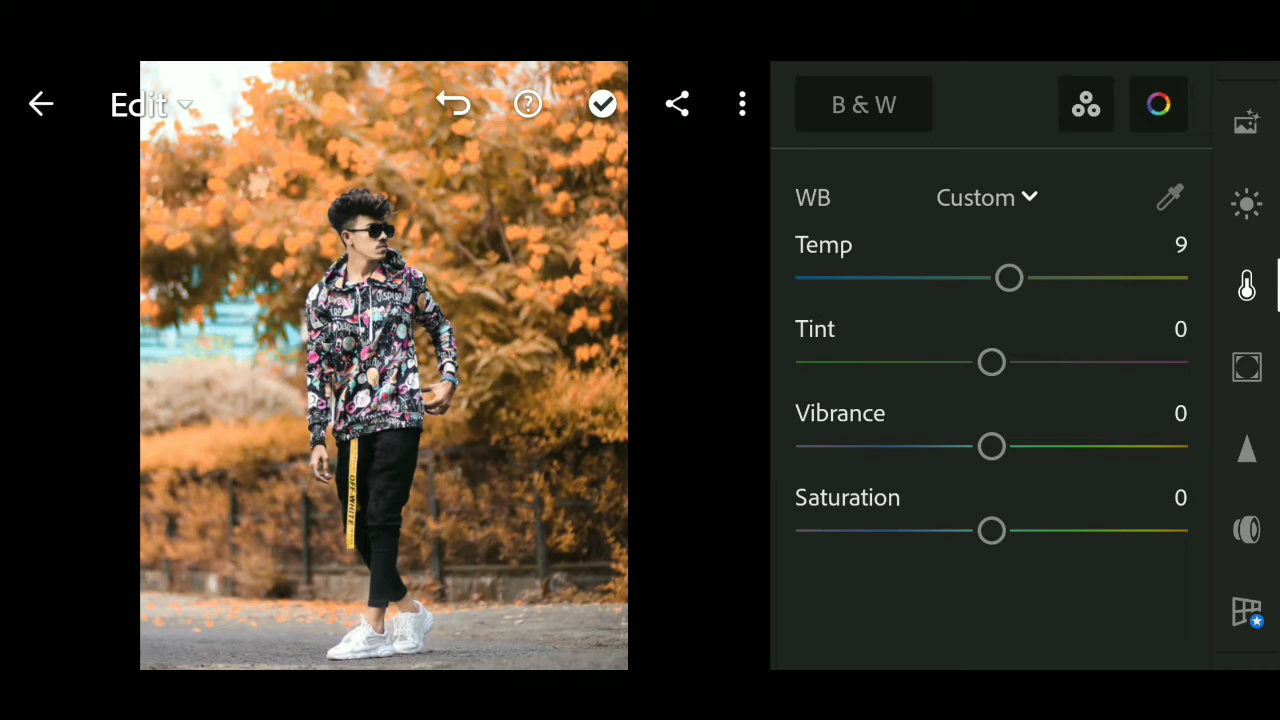 Edit
B & W
WB
Custom
Temp
9
Tint
0
Vibrance
0
Saturation
0
OFF-WHITE